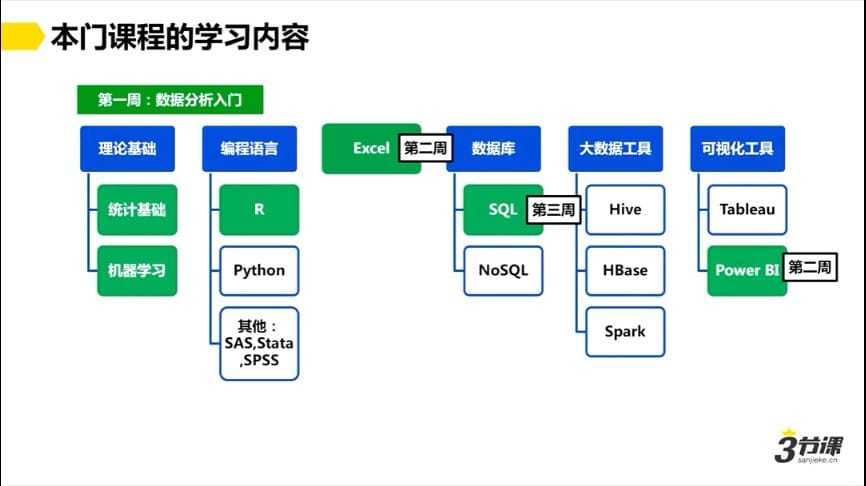 本门课程的学习内容
第一周：数据分析入门
理论基础
编程语言
Excel
第二周
数据库
大数据工具
可视化工具
统计基础
R
SQL
第三周
Hive
Tableau
机器学习
Python
NoSQL
HBase
Power BI
第二周
其他：
SAS,Stata
,SPSS
Spark
3节课
sanjieke.cn